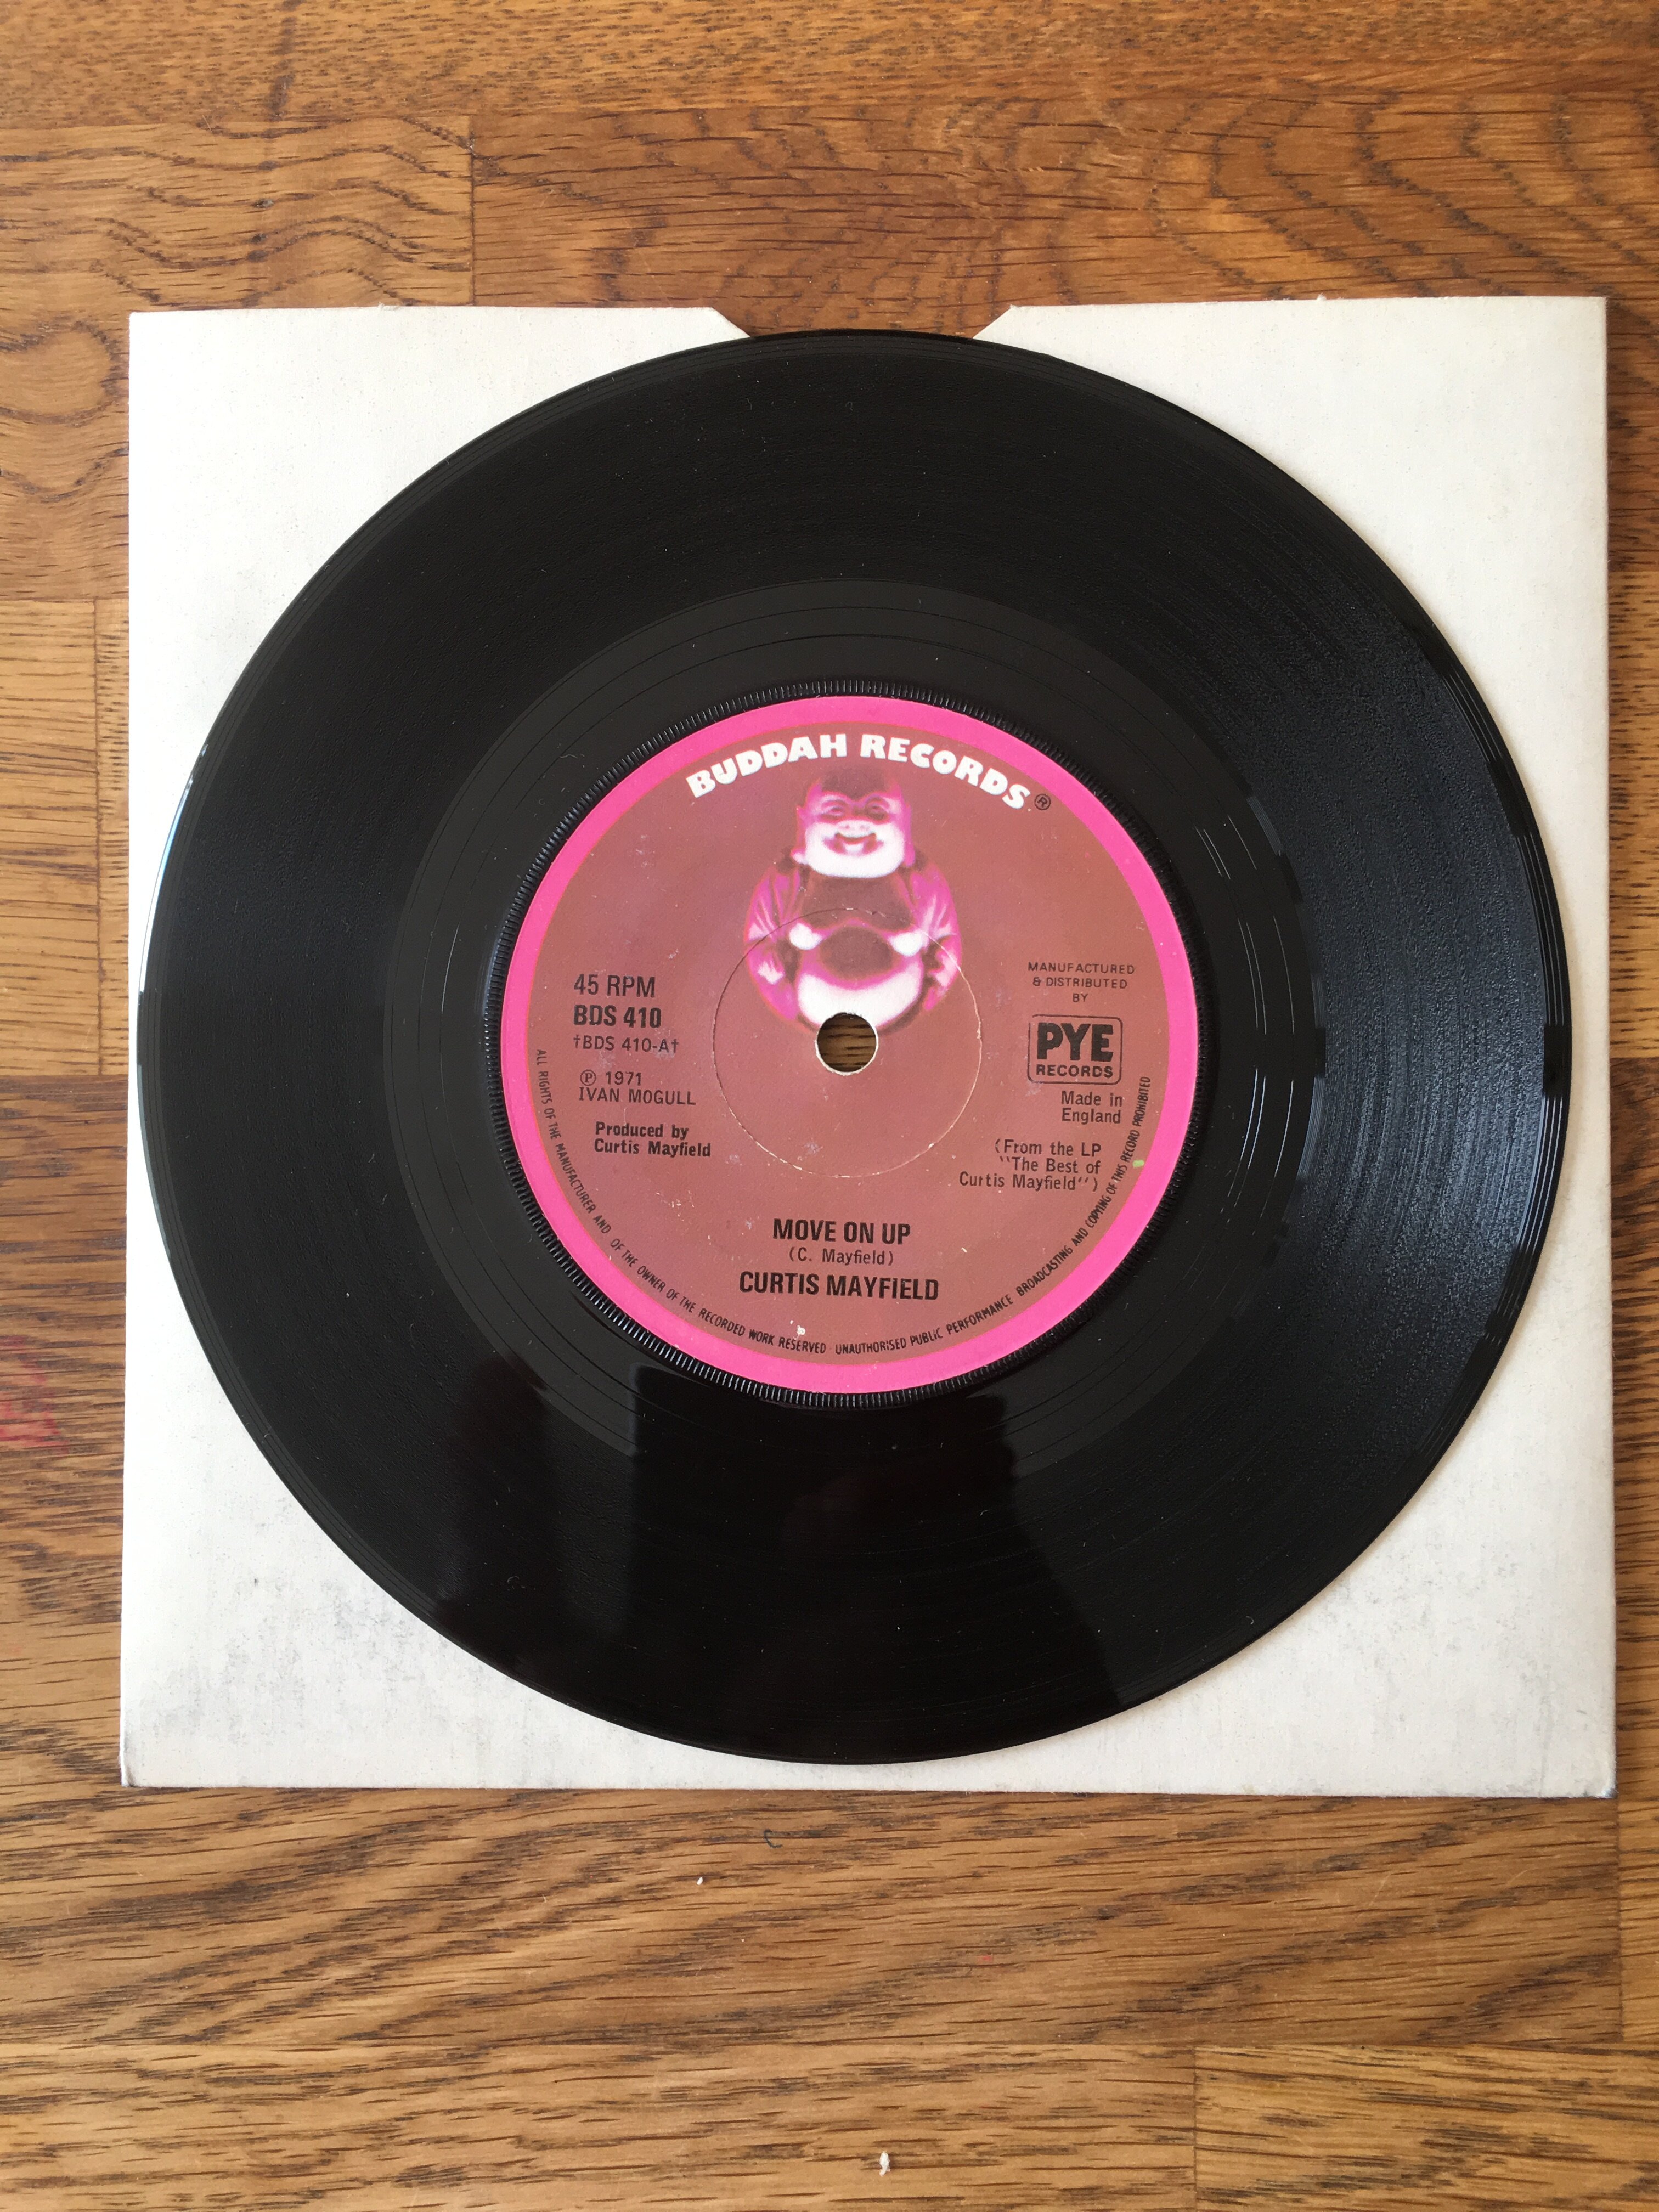 BUDDAH RECORDS®
45 RPM
BDS 410
†BDS 410-A†
℗ 1971
IVAN MOGULL
Produced by
Curtis Mayfield
MANUFACTURED
& DISTRIBUTED
BY
PYE
RECORDS
Made in
England
(From the LP
"The Best of
Curtis Mayfield")
MOVE ON UP
(C. Mayfield)
CURTIS MAYFIELD
ALL RIGHTS OF THE MANUFACTURER AND OF THE OWNER OF THE RECORDED WORK RESERVED · UNAUTHORISED PUBLIC PERFORMANCE BROADCASTING AND COPYING OF THIS RECORD PROHIBITED